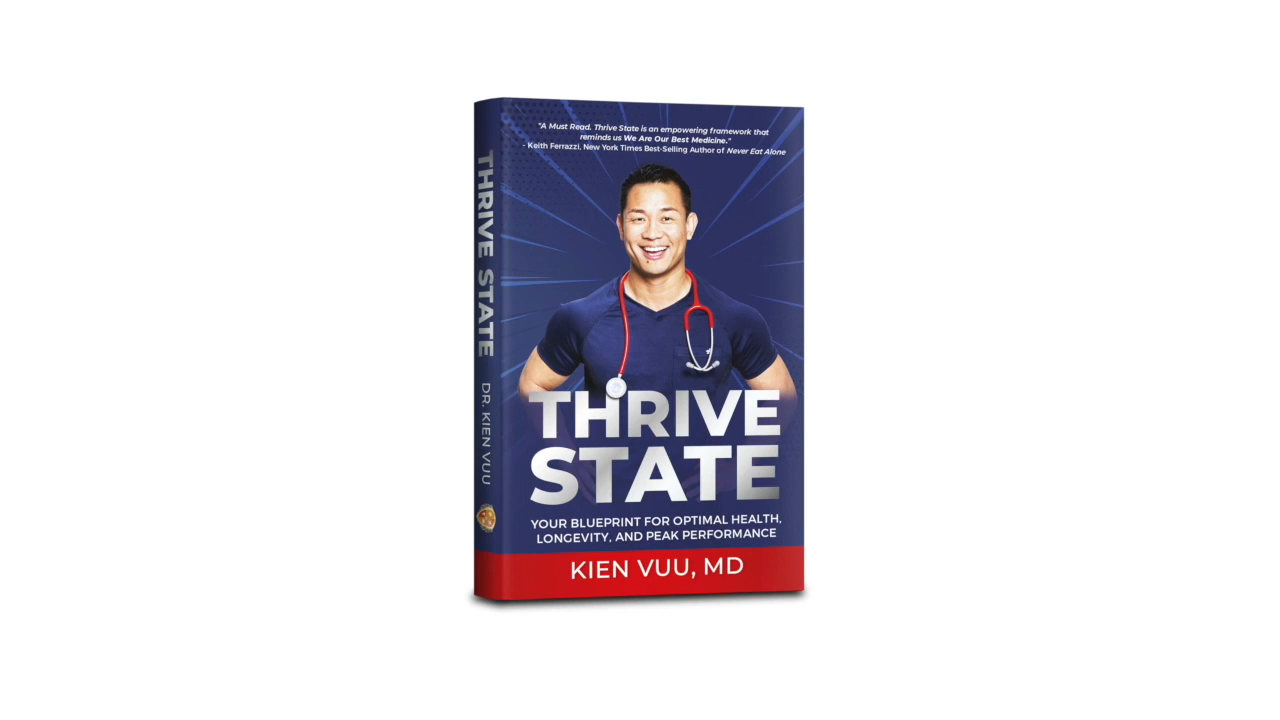 "A Must Read. Thrive State is an empowering framework that
reminds us We Are Our Best Medicine."
- Keith Ferrazzi, New York Times Best-Selling Author of Never Eat Alone
THRIVE
STATE
YOUR BLUEPRINT FOR OPTIMAL HEALTH,
LONGEVITY, AND PEAK PERFORMANCE
KIEN VUU, MD
THRIVE STATE
DR. KIEN VUU